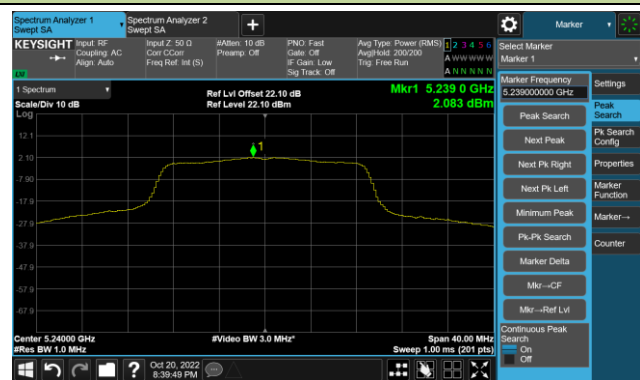 Spectrum Analyzer 1
Swept SA
Spectrum Analyzer 2
Swept SA
+
Marker
KEYSIGHT
Input: RF
Coupling: AC
Align: Auto
Input Z: 50 Ω
Corr CCorr
Freq Ref: Int (S)
#Atten: 10 dB
Preamp: Off
PNO: Fast
Gate: Off
IF Gain: Low
Sig Track: Off
Avg Type: Power (RMS)
Avg|Hold: 200/200
Trig: Free Run
1 2 3 4 5 6
A W W W W W
A N N N N N
Select Marker
Marker 1
1 Spectrum
Scale/Div 10 dB
Log
Ref Lvl Offset 22.10 dB
Ref Level 22.10 dBm
Mkr1 5.239 0 GHz
2.083 dBm
12.1
2.10
-7.90
-17.9
-27.9
-37.9
-47.9
-57.9
-67.9
1
Center 5.24000 GHz
#Res BW 1.0 MHz
#Video BW 3.0 MHz*
Span 40.00 MHz
Sweep 1.00 ms (201 pts)
Marker Frequency
5.239000000 GHz
Peak Search
Next Peak
Next Pk Right
Next Pk Left
Minimum Peak
Pk-Pk Search
Marker Delta
Mkr→CF
Mkr→Ref Lvl
Continuous Peak
Search
On
Off
Settings
Peak
Search
Pk Search
Config
Properties
Marker
Function
Marker→
Counter
?
Oct 20, 2022
8:39:49 PM